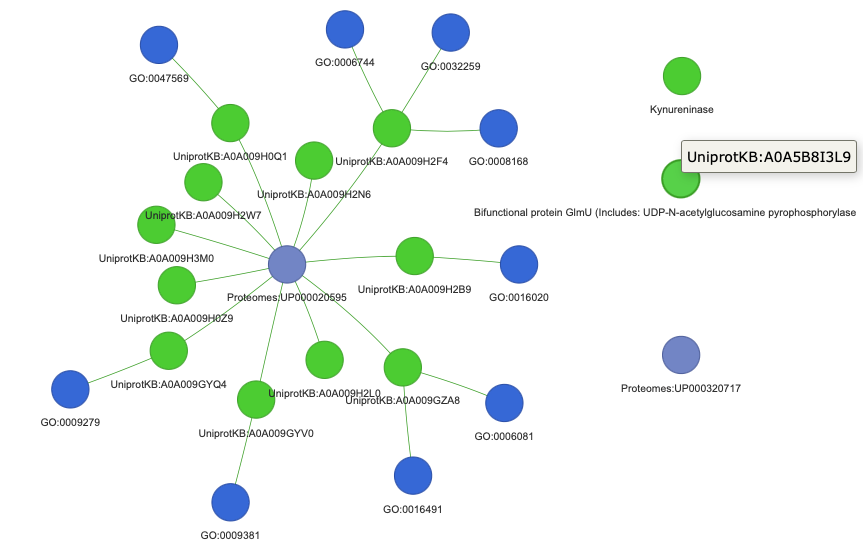 GO:0047569
GO:0006744
GO:0032259
Kynureninase
UniprotKB:A0A009H0Q1
UniprotKB:A0A009H2F4
GO:0008168
UniprotKB:A0A5B8I3L9
UniprotKB:A0A009H2N6
UniprotKB:A0A009H2W7
Bifunctional protein GlmU (Includes: UDP-N-acetylglucosamine pyrophosphorylase
UniprotKB:A0A009H3M0
UniprotKB:A0A009H2B9
Proteomes:UP000020595
GO:0016020
UniprotKB:A0A009H0Z9
UniprotKB:A0A009GYQ4
Proteomes:UP000320717
UniprotKB:A0A009H2L0
UniprotKB:A0A009GZA8
GO:0009279
UniprotKB:A0A009GYV0
GO:0006081
GO:0016491
GO:0009381